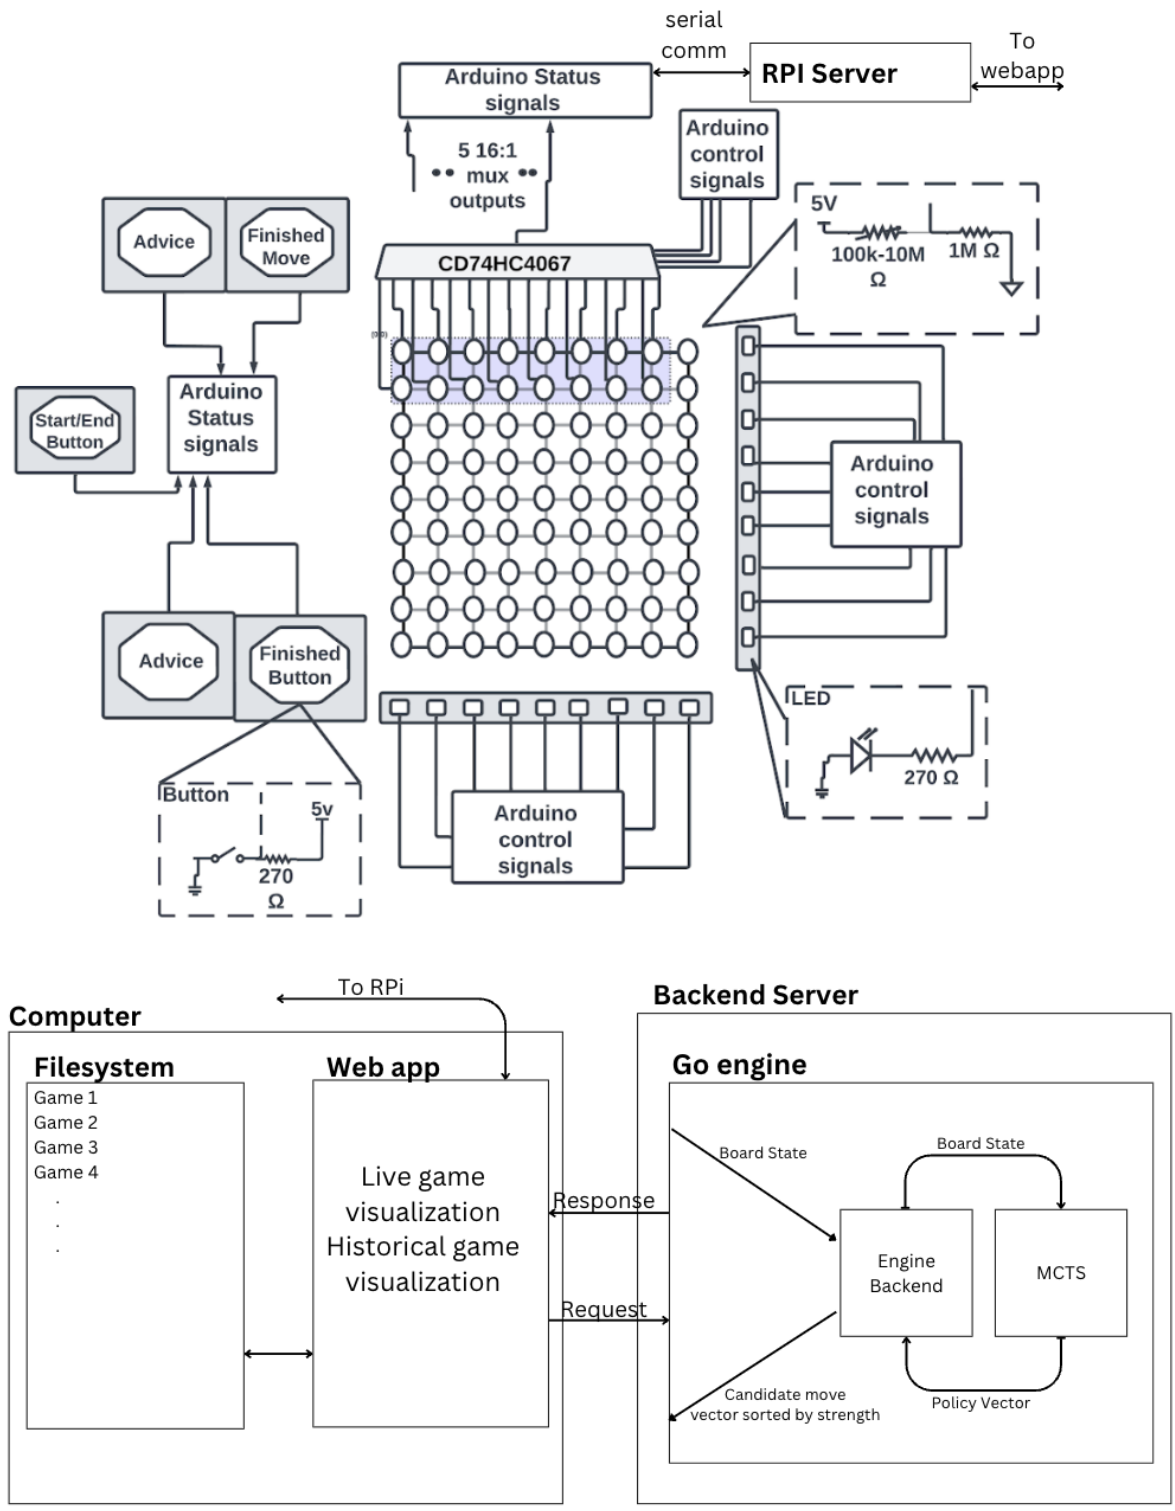 serial
comm
To
webapp
RPI Server
Arduino Status
signals
Arduino
control
signals
5 16:1
mux
outputs
5V
100k-10M
Ω
1M Ω
Advice
Finished
Move
CD74HC4067
(0,0)
Arduino
Status
signals
Start/End
Button
Arduino
control
signals
Advice
Finished
Button
LED
270 Ω
Button
5v
270
Ω
Arduino
control
signals
To RPi
Computer
Backend Server
Filesystem
Web app
Go engine
Game 1
Game 2
Game 3
Game 4
.
.
.
Live game
visualization
Historical game
visualization
Response
Request
Board State
Board State
Engine
Backend
MCTS
Candidate move
vector sorted by strength
Policy Vector